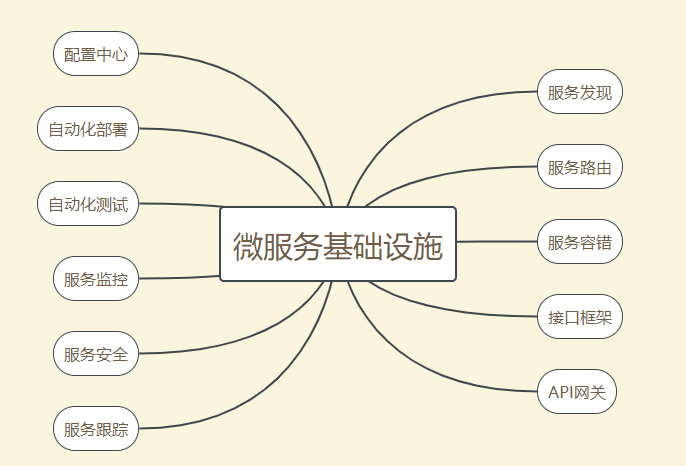 微服务基础设施
服务发现
服务路由
服务容错
接口框架
API网关
配置中心
自动化部署
自动化测试
服务监控
服务安全
服务跟踪